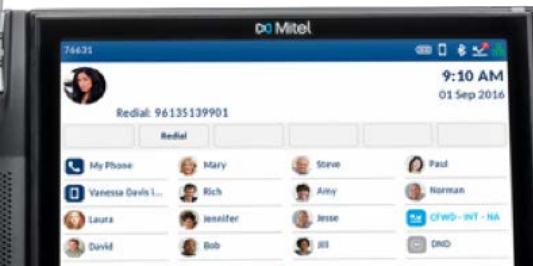 Mitel
76631
9:10 AM
01 Sep 2016
Redial: 96135139901
Redial
My Phone Mary Steve Paul
Vanessa Davis i... Rich Amy Norman
Laura Jennifer Jesse CFWD - INT - NA
David Bob Jill DND